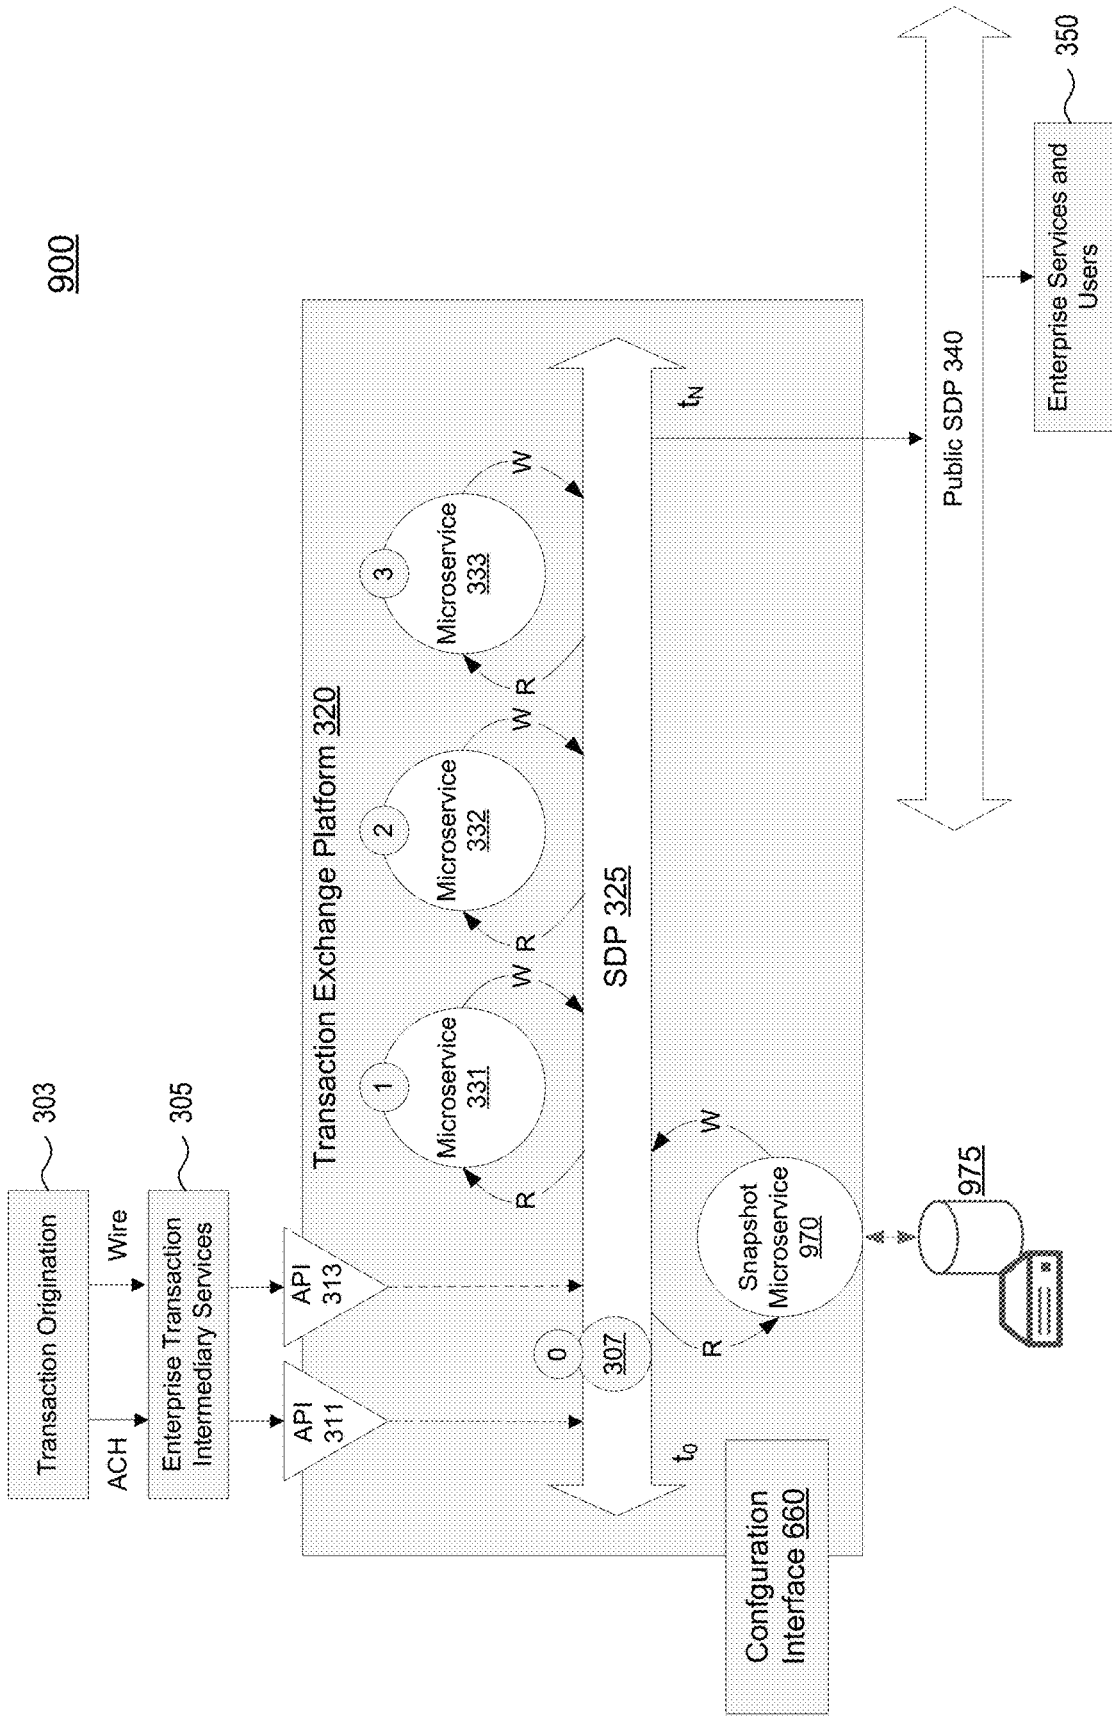 900
Transaction Origination
303
ACH
Wire
Enterprise Transaction
Intermediary Services
305
API
311
API
313
Transaction Exchange Platform 320
1
Microservice
331
R
W
2
Microservice
332
R
W
3
Microservice
333
R
W
0
307
SDP 325
t0
tN
R
W
Snapshot
Microservice
970
975
Confguration
Interface 660
Public SDP 340
Enterprise Services and
Users
350